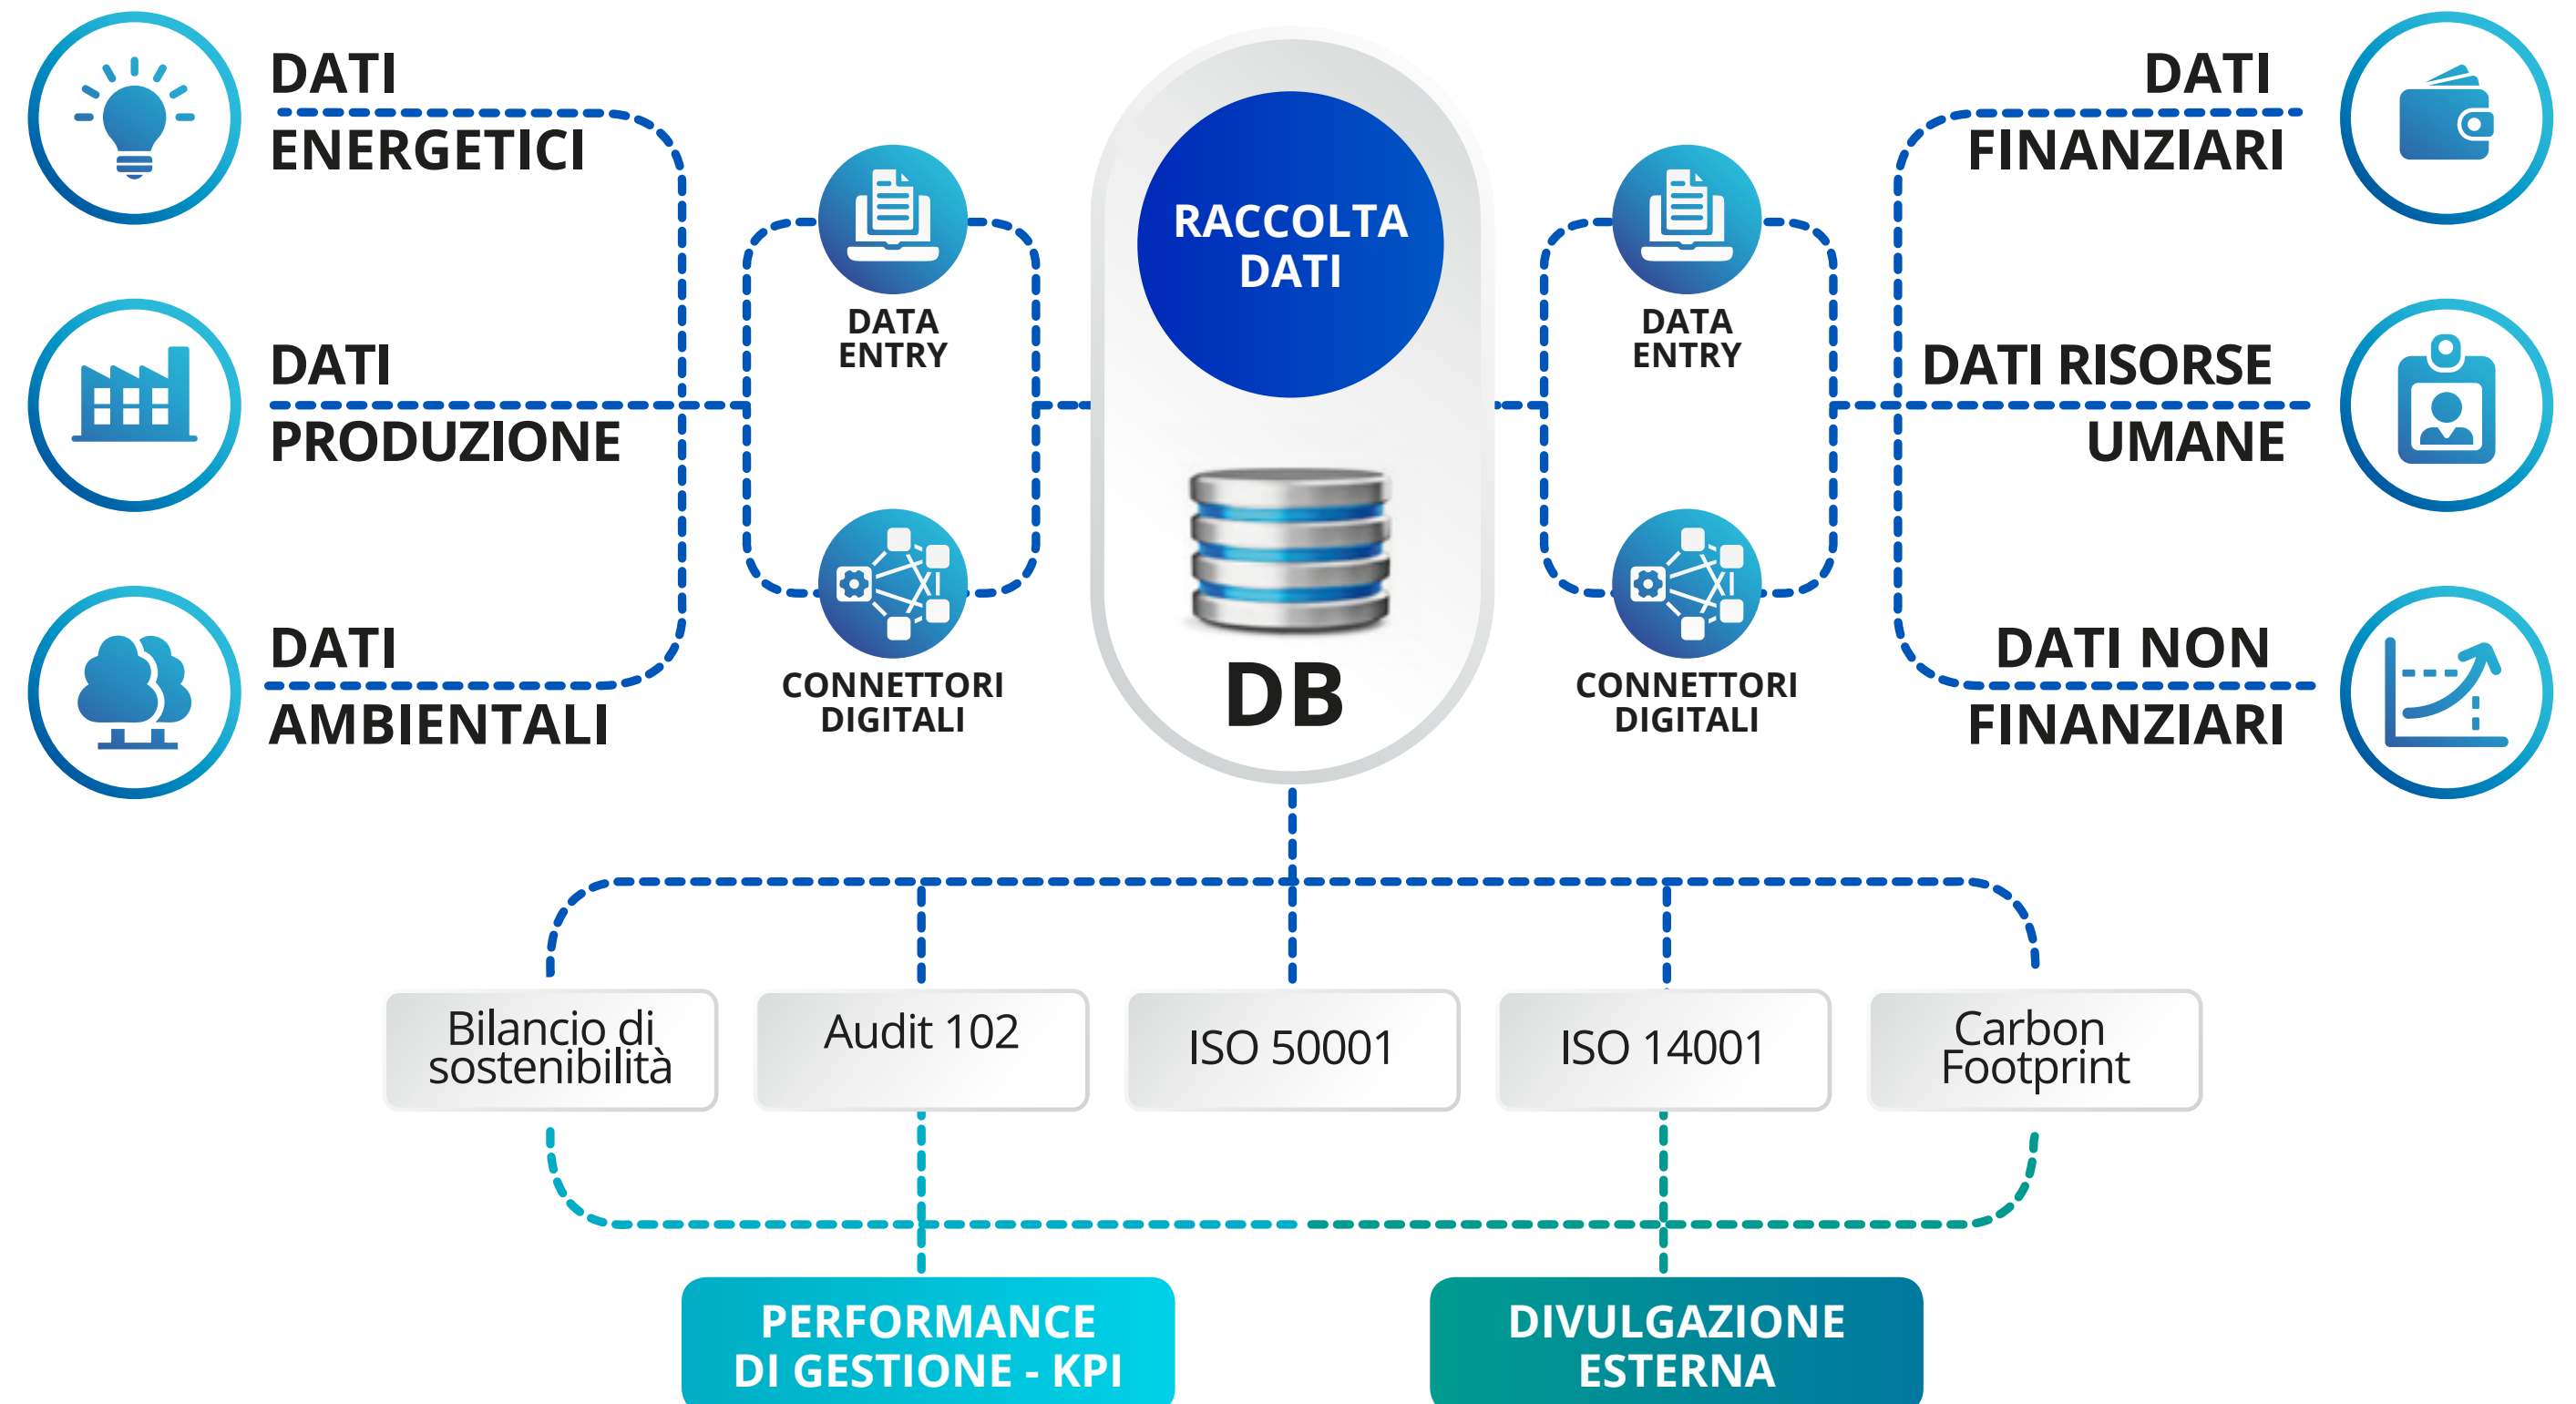 DATI
ENERGETICI
DATI
PRODUZIONE
DATI
AMBIENTALI
DATA
ENTRY
CONNETTORI
DIGITALI
RACCOLTA
DATI
DB
DATA
ENTRY
CONNETTORI
DIGITALI
DATI
FINANZIARI
DATI RISORSE
UMANE
DATI NON
FINANZIARI
Bilancio di
sostenibilità
Audit 102
ISO 50001
ISO 14001
Carbon
Footprint
PERFORMANCE
DI GESTIONE - KPI
DIVULGAZIONE
ESTERNA